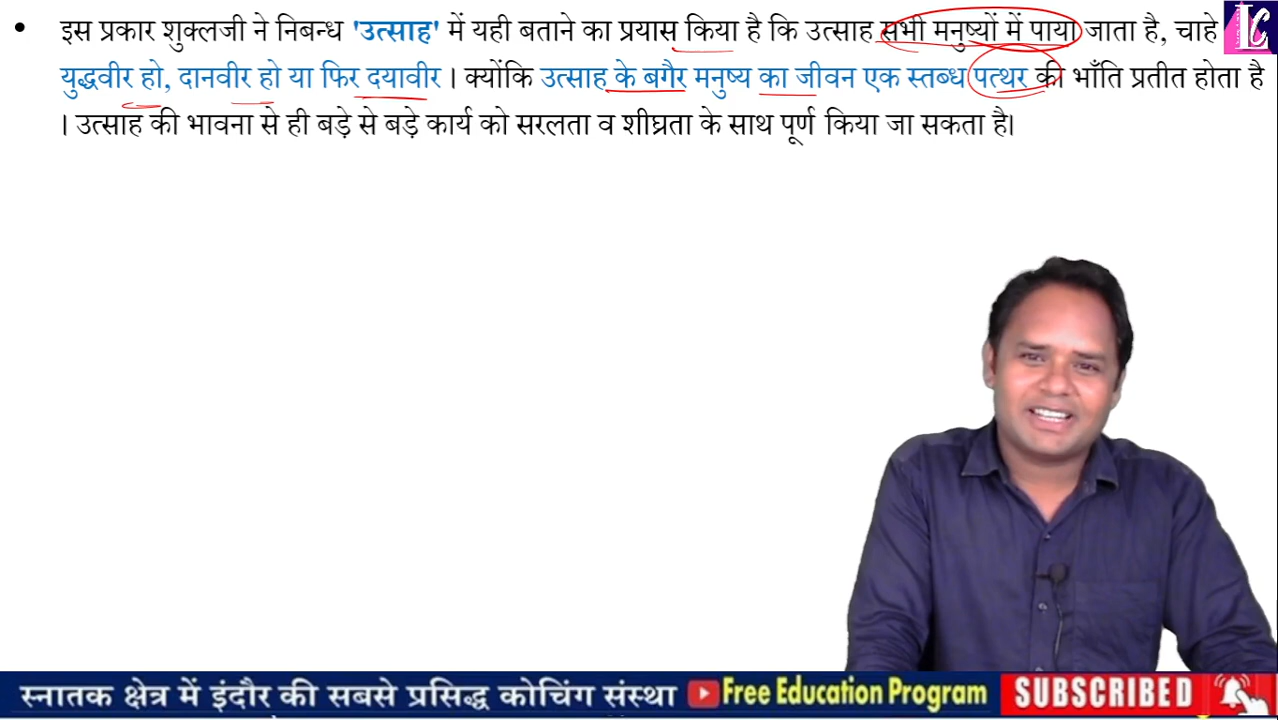 इस प्रकार शुक्लजी ने निबन्ध 'उत्साह' में यही बताने का प्रयास किया है कि उत्साह सभी मनुष्यों में पाया जाता है, चाहे
युद्धवीर हो, दानवीर हो या फिर दयावीर । क्योंकि उत्साह के बगैर मनुष्य का जीवन एक स्तब्ध पत्थर की भाँति प्रतीत होता है
। उत्साह की भावना से ही बड़े से बड़े कार्य को सरलता व शीघ्रता के साथ पूर्ण किया जा सकता है।
LC
स्नातक क्षेत्र में इंदौर की सबसे प्रसिद्ध कोचिंग संस्था Free Education Program SUBSCRIBED